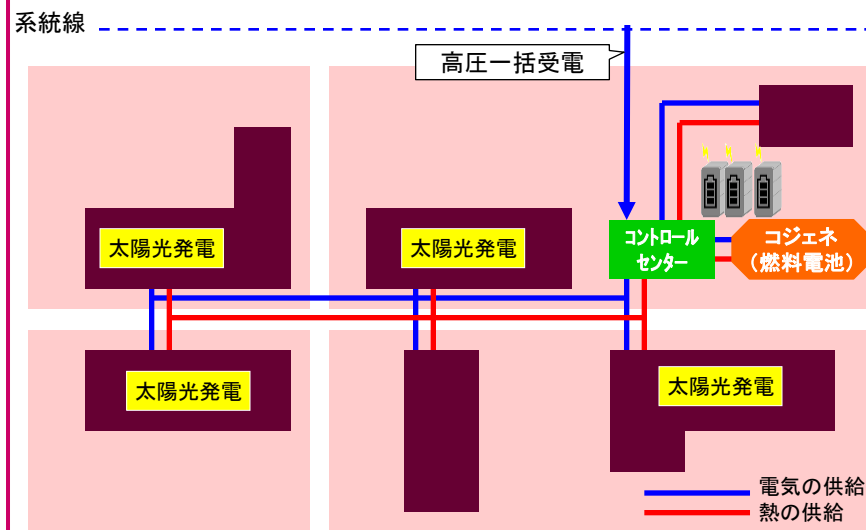 系統線
高圧一括受電
太陽光発電
太陽光発電
コントロール
センター
コジェネ
（燃料電池）
太陽光発電
太陽光発電
電気の供給
熱の供給